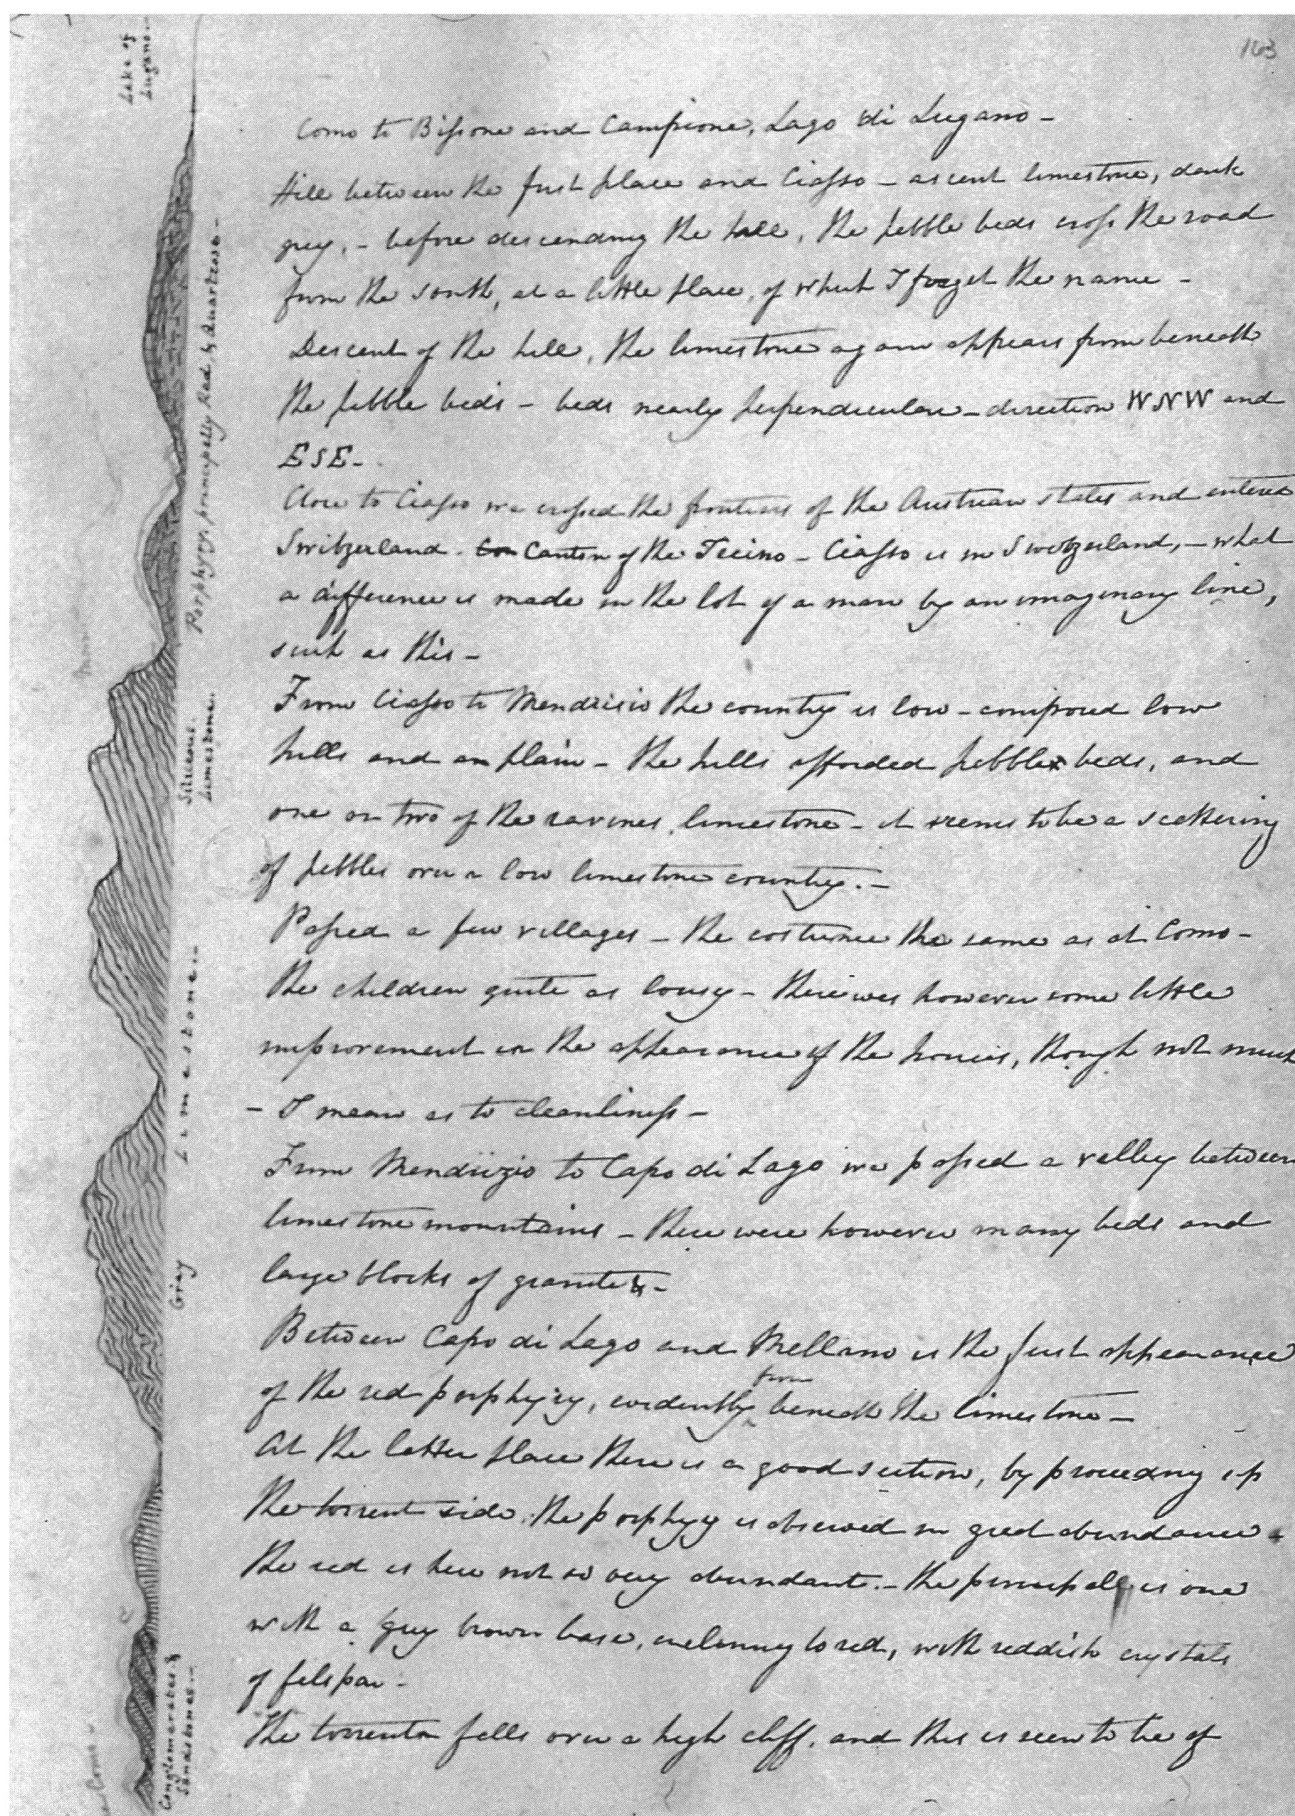 163
Como to Bissone and Campione, Lago di Lugano -
Hill between the first place and Ciasso - ascent limestone, dark
grey, - before descending the hill, the pebble beds cross the road
from the south, at a little place, of which I forget the name -
Descent of the hill, the limestone again appears from beneath
the pebble beds - beds nearly perpendicular - direction WNW and
ESE -
Close to Ciasso we crossed the frontiers of the Austrian states and entered
Switzerland. Con Canton of the Tecino - Ciasso is in Switzerland, - what
a difference is made in the lot of a man by an imaginary line,
such as this -
From Ciasso to Mendrisio the country is low - composed low
hills and an plain - the hills afforded pebble beds, and
one or two of the ravines, limestone - it seems to be a scattering
of pebbles over a low limestone country. -
Passed a few villages - the costume the same as at Como -
the children quite as lousy - there was however some little
improvement in the appearance of the houses, though not much
- I mean as to cleanliness -
From Mendrizio to Capo di Lago we passed a valley between
limestone mountains - there were however many beds and
large blocks of granite -
Between Capo di Lago and Mellano is the first appearance
of the red porphyry, evidently from beneath the limestone -
At the latter place there is a good section, by proceeding up
the torrent side. the porphyry is observed in great abundance
the red is here not so very abundant. - the principal is one
with a grey brown base, inclining to red, with reddish crystals
of felspar -
The torrent falls over a high cliff, and this is seen to be of
Lake of
Lugano.
Porphyry, principally Red, & Quartzose -
Siliceous
Limestone.
Gray Limestone.
Conglomerates &
Sandstones. -
Como -